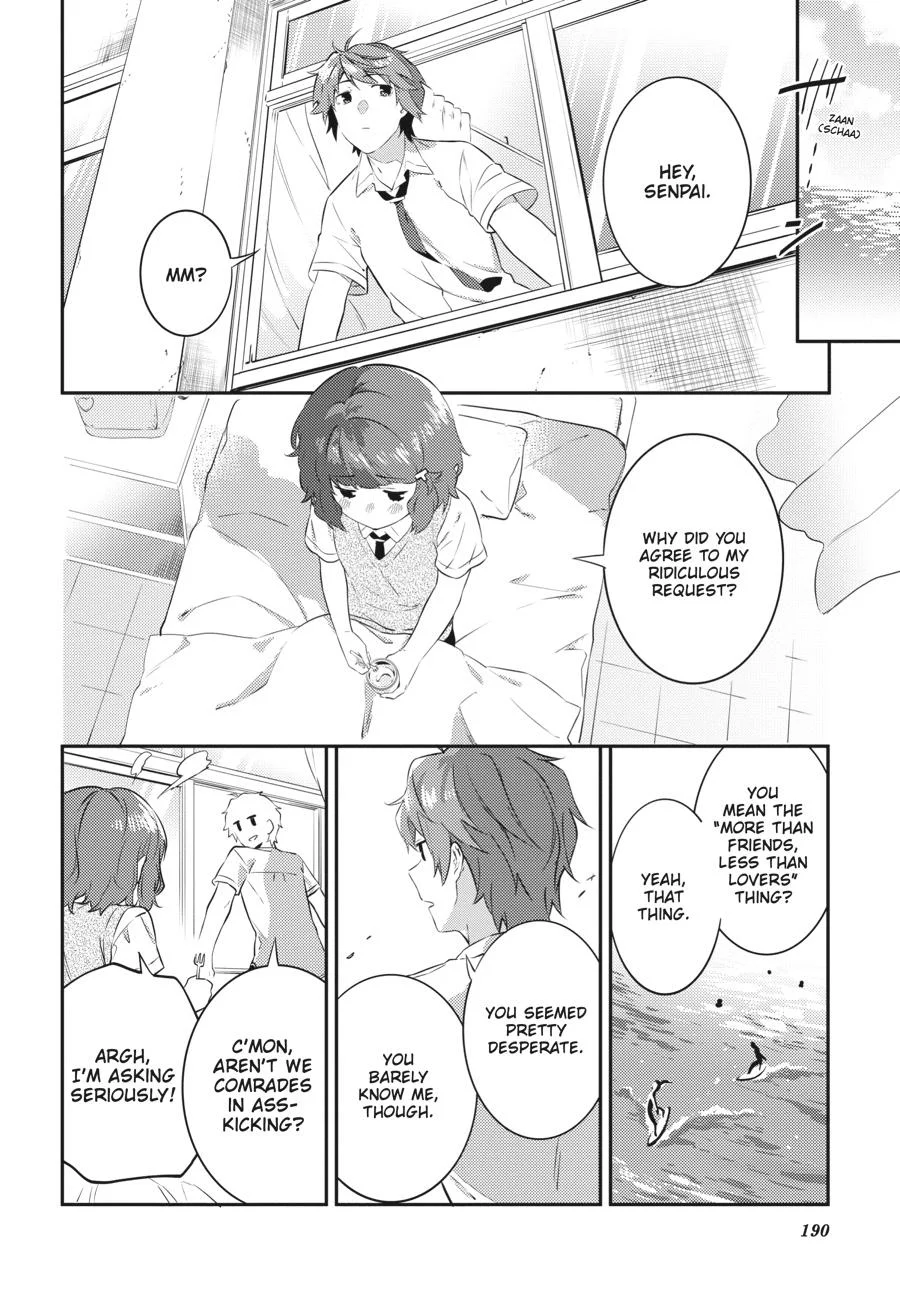 ZAAN
(SCHAA)
HEY,
SENPAI.
MM?
WHY DID YOU
AGREE TO MY
RIDICULOUS
REQUEST?
YOU
MEAN THE
"MORE THAN
FRIENDS,
LESS THAN
LOVERS"
THING?
YEAH,
THAT
THING.
YOU SEEMED
PRETTY
DESPERATE.
YOU
BARELY
KNOW ME,
THOUGH.
C'MON,
AREN'T WE
COMRADES
IN ASS-
KICKING?
ARGH,
I'M ASKING
SERIOUSLY!
190